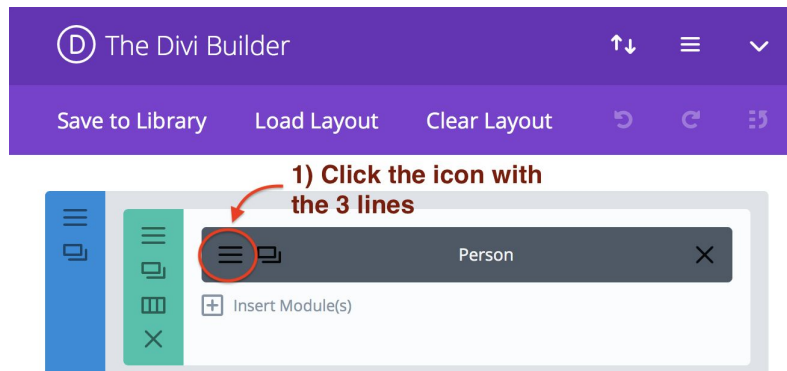 D The Divi Builder
Save to Library Load Layout Clear Layout
1) Click the icon with
the 3 lines
Person
Insert Module(s)